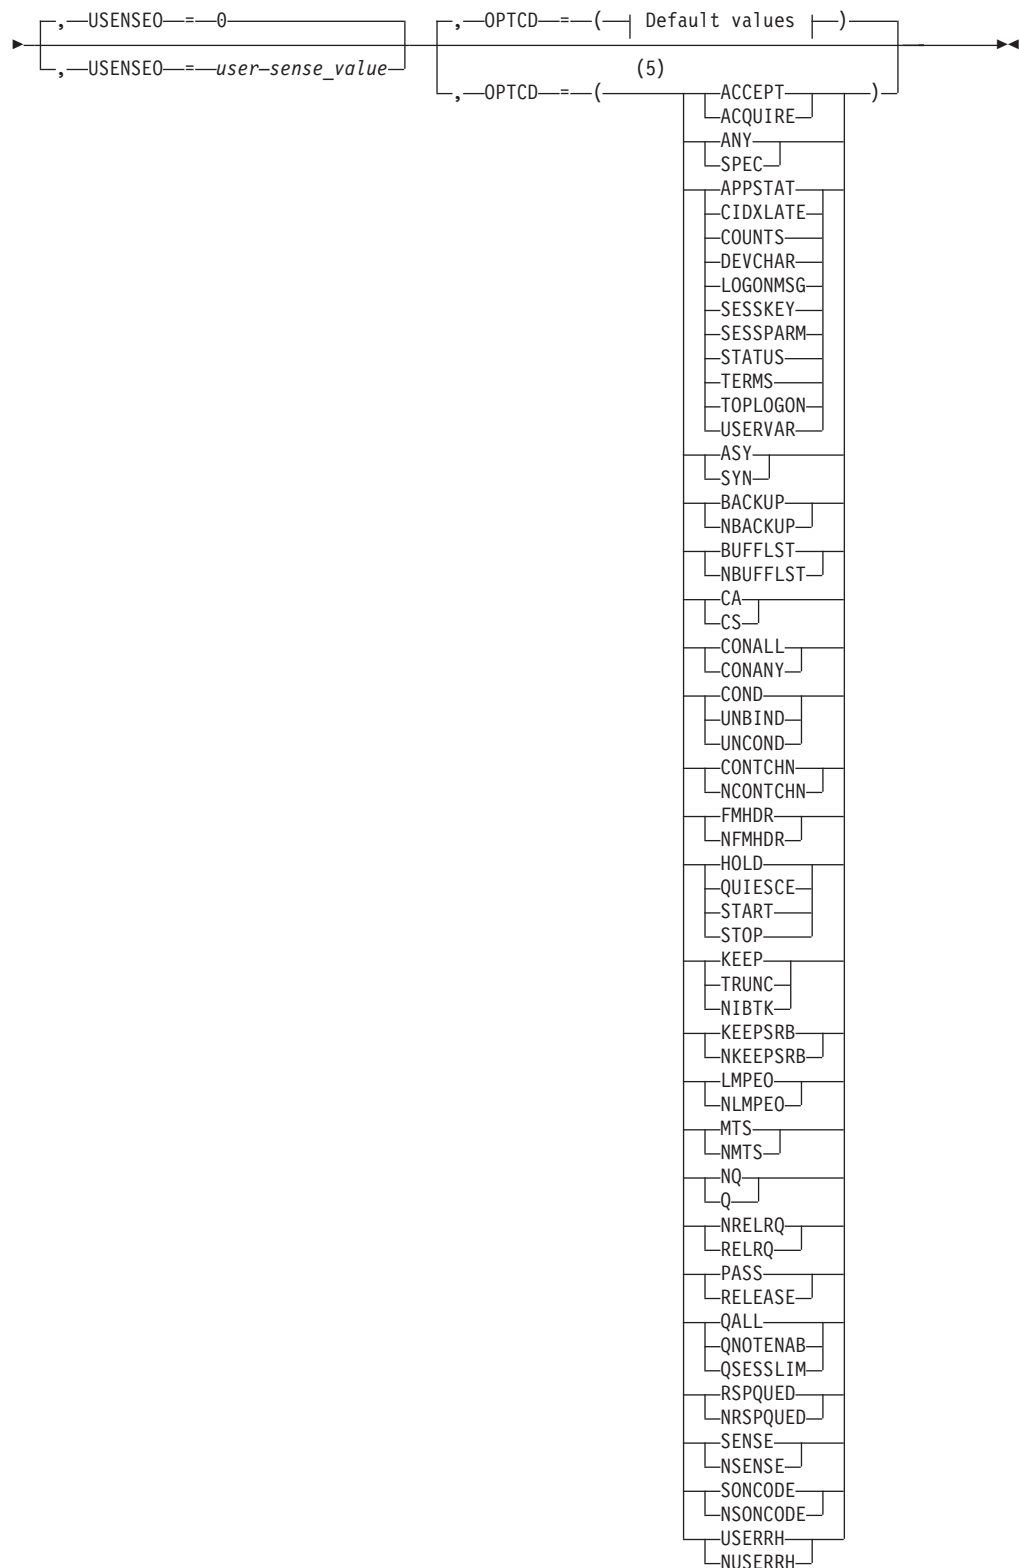 ,—USENSEO—=—0 ,—OPTCD—=—(—| Default values |—)
,—USENSEO—=—user–sense_value (5)
,—OPTCD—=—( ACCEPT )
ACQUIRE
ANY
SPEC
APPSTAT
CIDXLATE
COUNTS
DEVCHAR
LOGONMSG
SESSKEY
SESSPARM
STATUS
TERMS
TOPLOGON
USERVAR
ASY
SYN
BACKUP
NBACKUP
BUFFLST
NBUFFLST
CA
CS
CONALL
CONANY
COND
UNBIND
UNCOND
CONTCHN
NCONTCHN
FMHDR
NFMHDR
HOLD
QUIESCE
START
STOP
KEEP
TRUNC
NIBTK
KEEPSRB
NKEEPSRB
LMPEO
NLMPEO
MTS
NMTS
NQ
Q
NRELRQ
RELRQ
PASS
RELEASE
QALL
QNOTENAB
QSESSLIM
RSPQUED
NRSPQUED
SENSE
NSENSE
SONCODE
NSONCODE
USERRH
NUSERRH